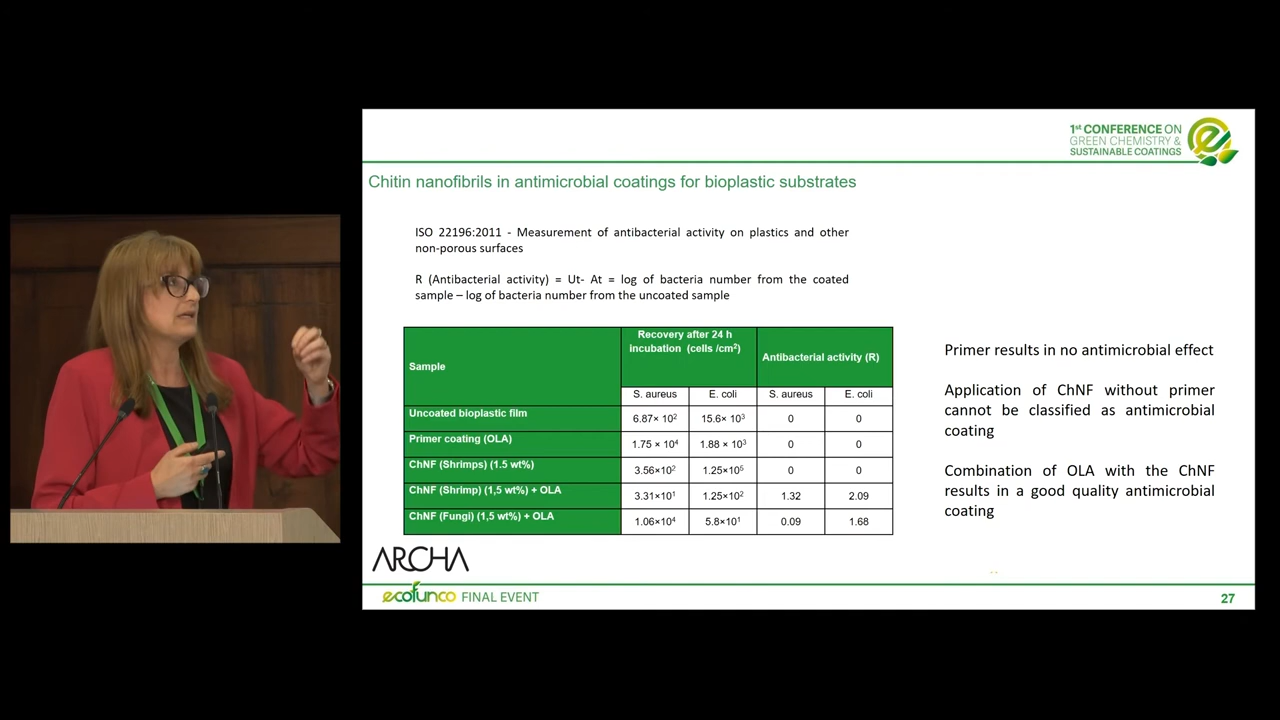 1st CONFERENCE ON
GREEN CHEMISTRY &
SUSTAINABLE COATINGS
Chitin nanofibrils in antimicrobial coatings for bioplastic substrates
ISO 22196:2011 - Measurement of antibacterial activity on plastics and other
non-porous surfaces
R (Antibacterial activity) = Ut- At = log of bacteria number from the coated
sample – log of bacteria number from the uncoated sample
Sample
Recovery after 24 h
incubation (cells /cm²)
Antibacterial activity (R)
S. aureus E. coli S. aureus E. coli
Uncoated bioplastic film 6.87× 10² 15.6× 10³ 0 0
Primer coating (OLA) 1.75 × 10⁴ 1.88 × 10³ 0 0
ChNF (Shrimps) (1.5 wt%) 3.56×10² 1.25×10⁵ 0 0
ChNF (Shrimp) (1,5 wt%) + OLA 3.31×10¹ 1.25×10² 1.32 2.09
ChNF (Fungi) (1,5 wt%) + OLA 1.06×10⁴ 5.8×10¹ 0.09 1.68
Primer results in no antimicrobial effect
Application of ChNF without primer
cannot be classified as antimicrobial
coating
Combination of OLA with the ChNF
results in a good quality antimicrobial
coating
ARCHA
ecofunco FINAL EVENT
27